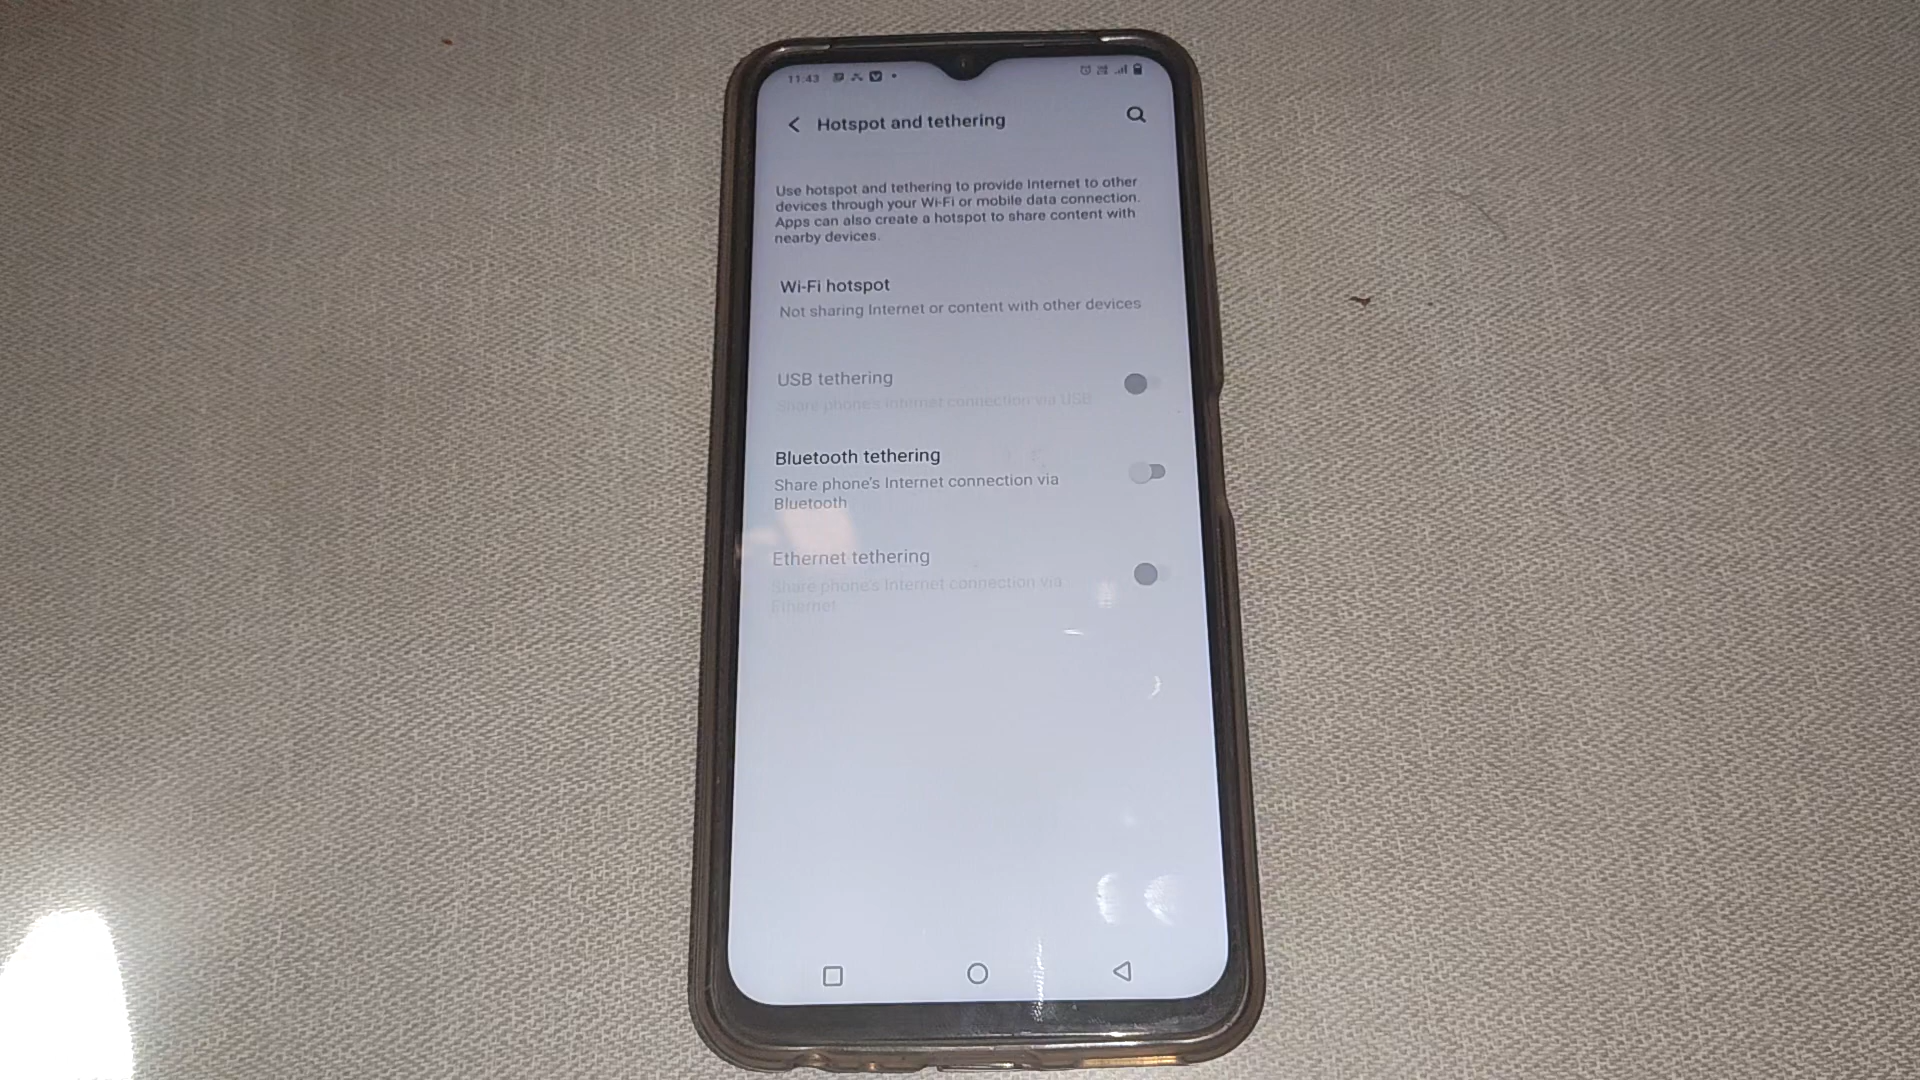 11:43
Hotspot and tethering
Use hotspot and tethering to provide Internet to other
devices through your Wi-Fi or mobile data connection.
Apps can also create a hotspot to share content with
nearby devices.
Wi-Fi hotspot
Not sharing Internet or content with other devices
USB tethering
Share phone's Internet connection via USB
Bluetooth tethering
Share phone's Internet connection via
Bluetooth
Ethernet tethering
Share phone's Internet connection via
Ethernet